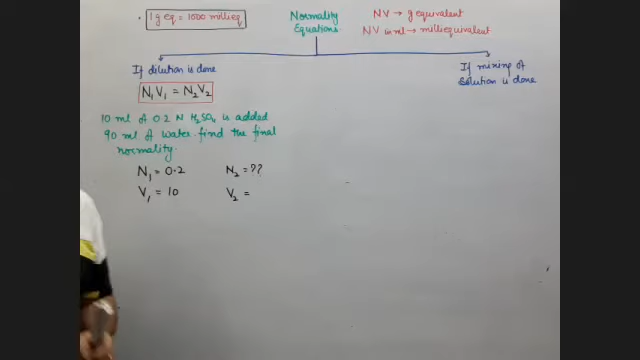 1 g eq = 1000 millieq
Normality
Equations
NV → g equivalent
NV in ml → milliequivalent
If dilution is done
N₁V₁ = N₂V₂
If mixing of
solution is done
10 ml of 0.2 N H₂SO₄ is added
90 ml of water. find the final
normality.
N₁ = 0.2 N₂ = ??
V₁ = 10 V₂ =